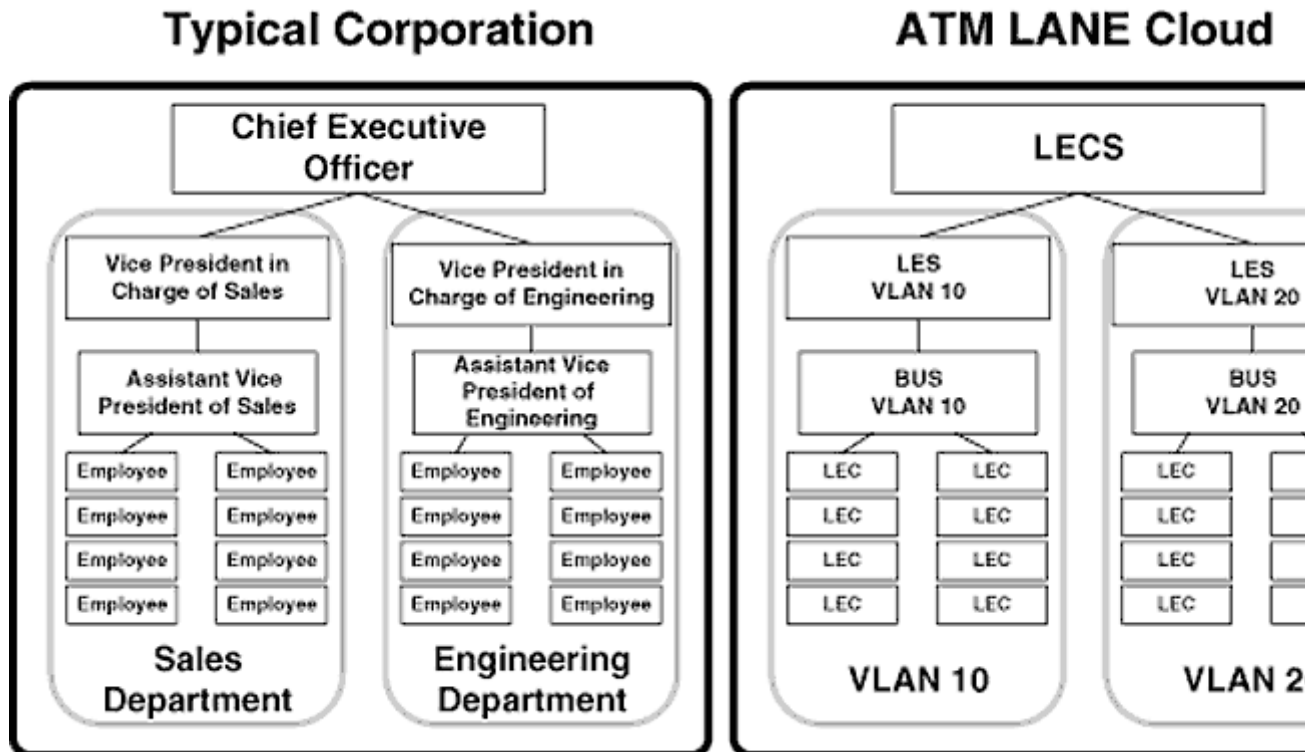 Typical Corporation
Chief Executive
Officer
Vice President in
Charge of Sales
Vice President in
Charge of Engineering
Assistant Vice
President of Sales
Assistant Vice
President of
Engineering
Employee Employee
Employee Employee
Employee Employee
Employee Employee
Employee Employee
Employee Employee
Employee Employee
Employee Employee
Sales
Department
Engineering
Department
ATM LANE Cloud
LECS
LES
VLAN 10
LES
VLAN 20
BUS
VLAN 10
BUS
VLAN 20
LEC LEC
LEC LEC
LEC LEC
LEC LEC
LEC
LEC
LEC
LEC
VLAN 10
VLAN 2